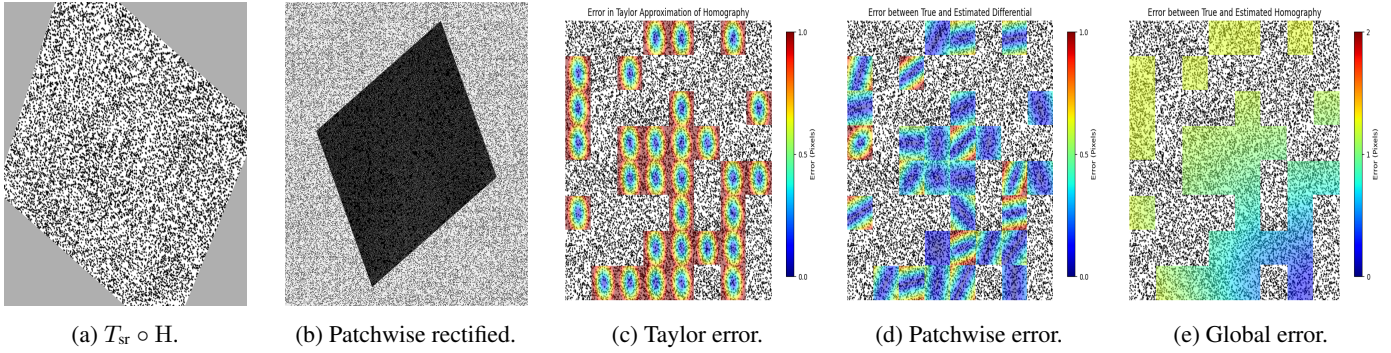 Error in Taylor Approximation of Homography
1.0
0.5
0.0
Error (Pixels)
Error between True and Estimated Differential
1.0
0.5
0.0
Error (Pixels)
Error between True and Estimated Homography
2
1
0
Error (Pixels)
(a) T_sr ∘ H.
(b) Patchwise rectified.
(c) Taylor error.
(d) Patchwise error.
(e) Global error.